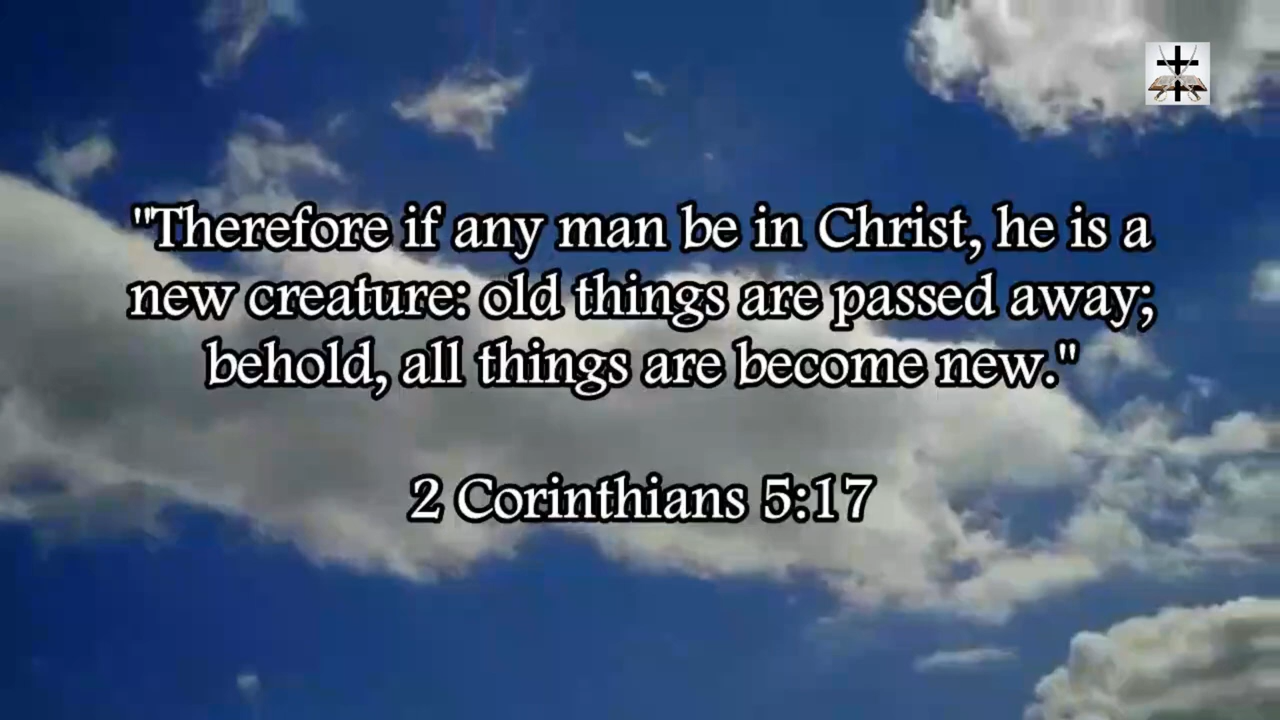 "Therefore if any man be in Christ, he is a
new creature: old things are passed away;
behold, all things are become new."
2 Corinthians 5:17